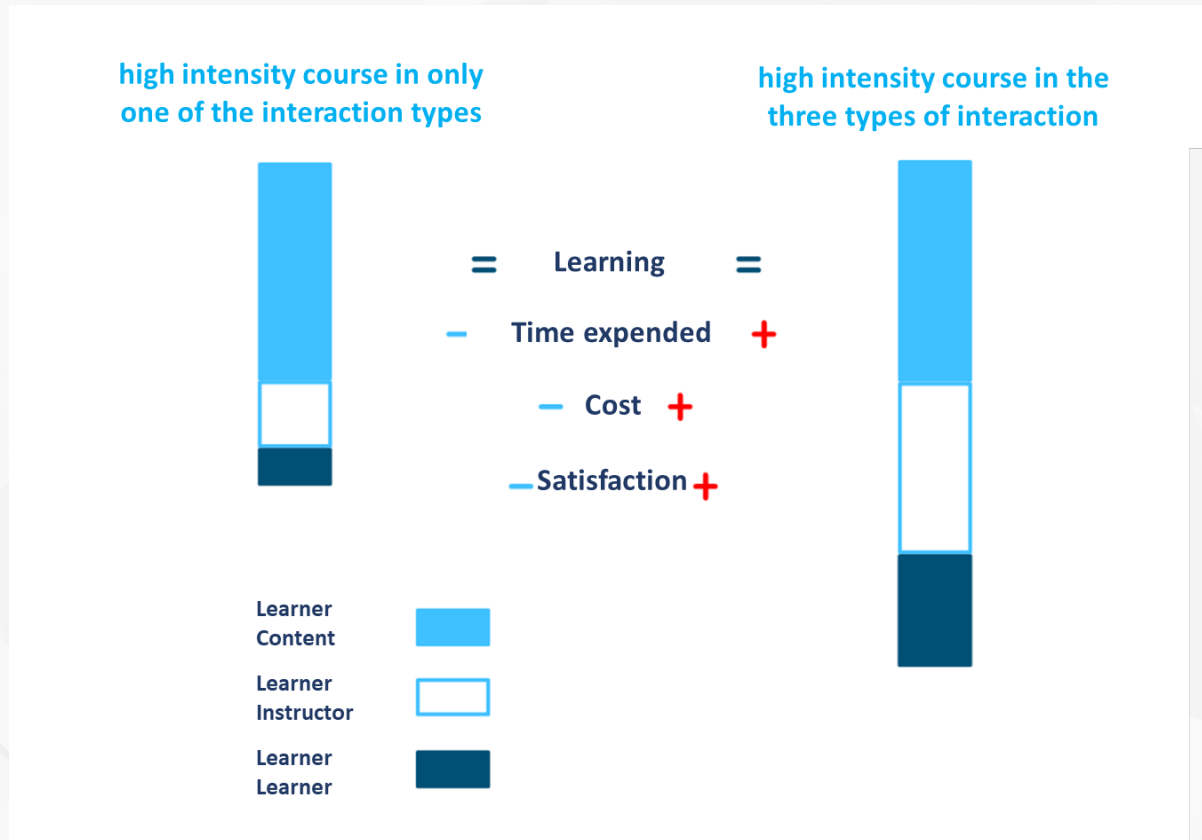 high intensity course in only
one of the interaction types
high intensity course in the
three types of interaction
= Learning =
− Time expended +
− Cost +
− Satisfaction +
Learner
Content
Learner
Instructor
Learner
Learner